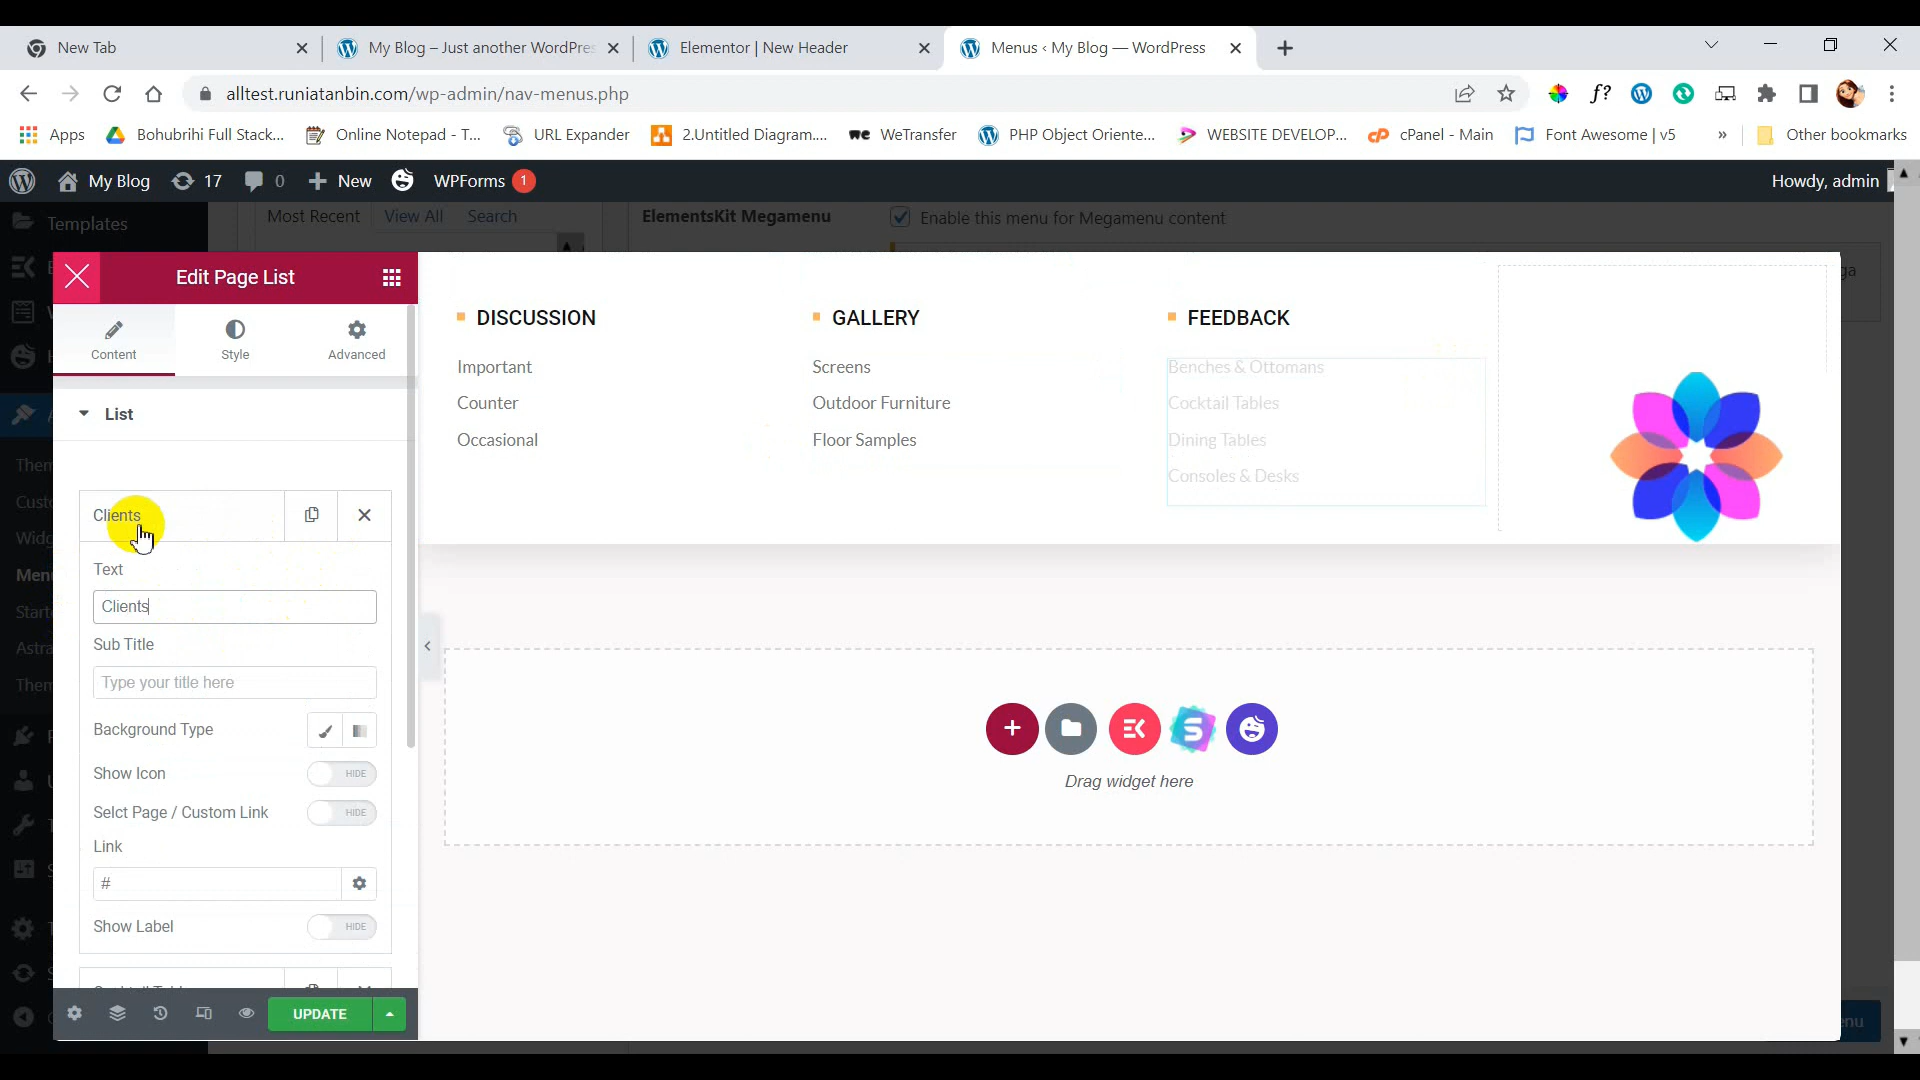 New Tab
My Blog – Just another WordPre
Elementor | New Header
Menus ‹ My Blog — WordPress
alltest.runiatanbin.com/wp-admin/nav-menus.php
f?
Apps
Bohubrihi Full Stack...
Online Notepad - T...
URL Expander
2.Untitled Diagram....
WeTransfer
PHP Object Oriente...
WEBSITE DEVELOP...
cPanel - Main
Font Awesome | v5
»
Other bookmarks
My Blog
17
0
New
WPForms 1
Howdy, admin
Templates
Most Recent
View All
Search
ElementsKit Megamenu
Enable this menu for Megamenu content
Edit Page List
Content
Style
Advanced
List
Clients
Text
Clients
Sub Title
Type your title here
Background Type
Show Icon
HIDE
Selct Page / Custom Link
HIDE
Link
#
Show Label
HIDE
UPDATE
DISCUSSION
Important
Counter
Occasional
GALLERY
Screens
Outdoor Furniture
Floor Samples
FEEDBACK
Benches & Ottomans
Cocktail Tables
Dining Tables
Consoles & Desks
Drag widget here